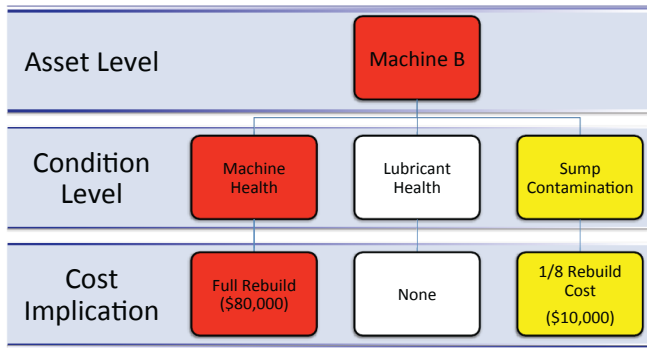 Asset Level
Machine B
Condition
Level
Machine
Health
Lubricant
Health
Sump
Contamination
Cost
Implication
Full Rebuild
($80,000)
None
1/8 Rebuild
Cost
($10,000)